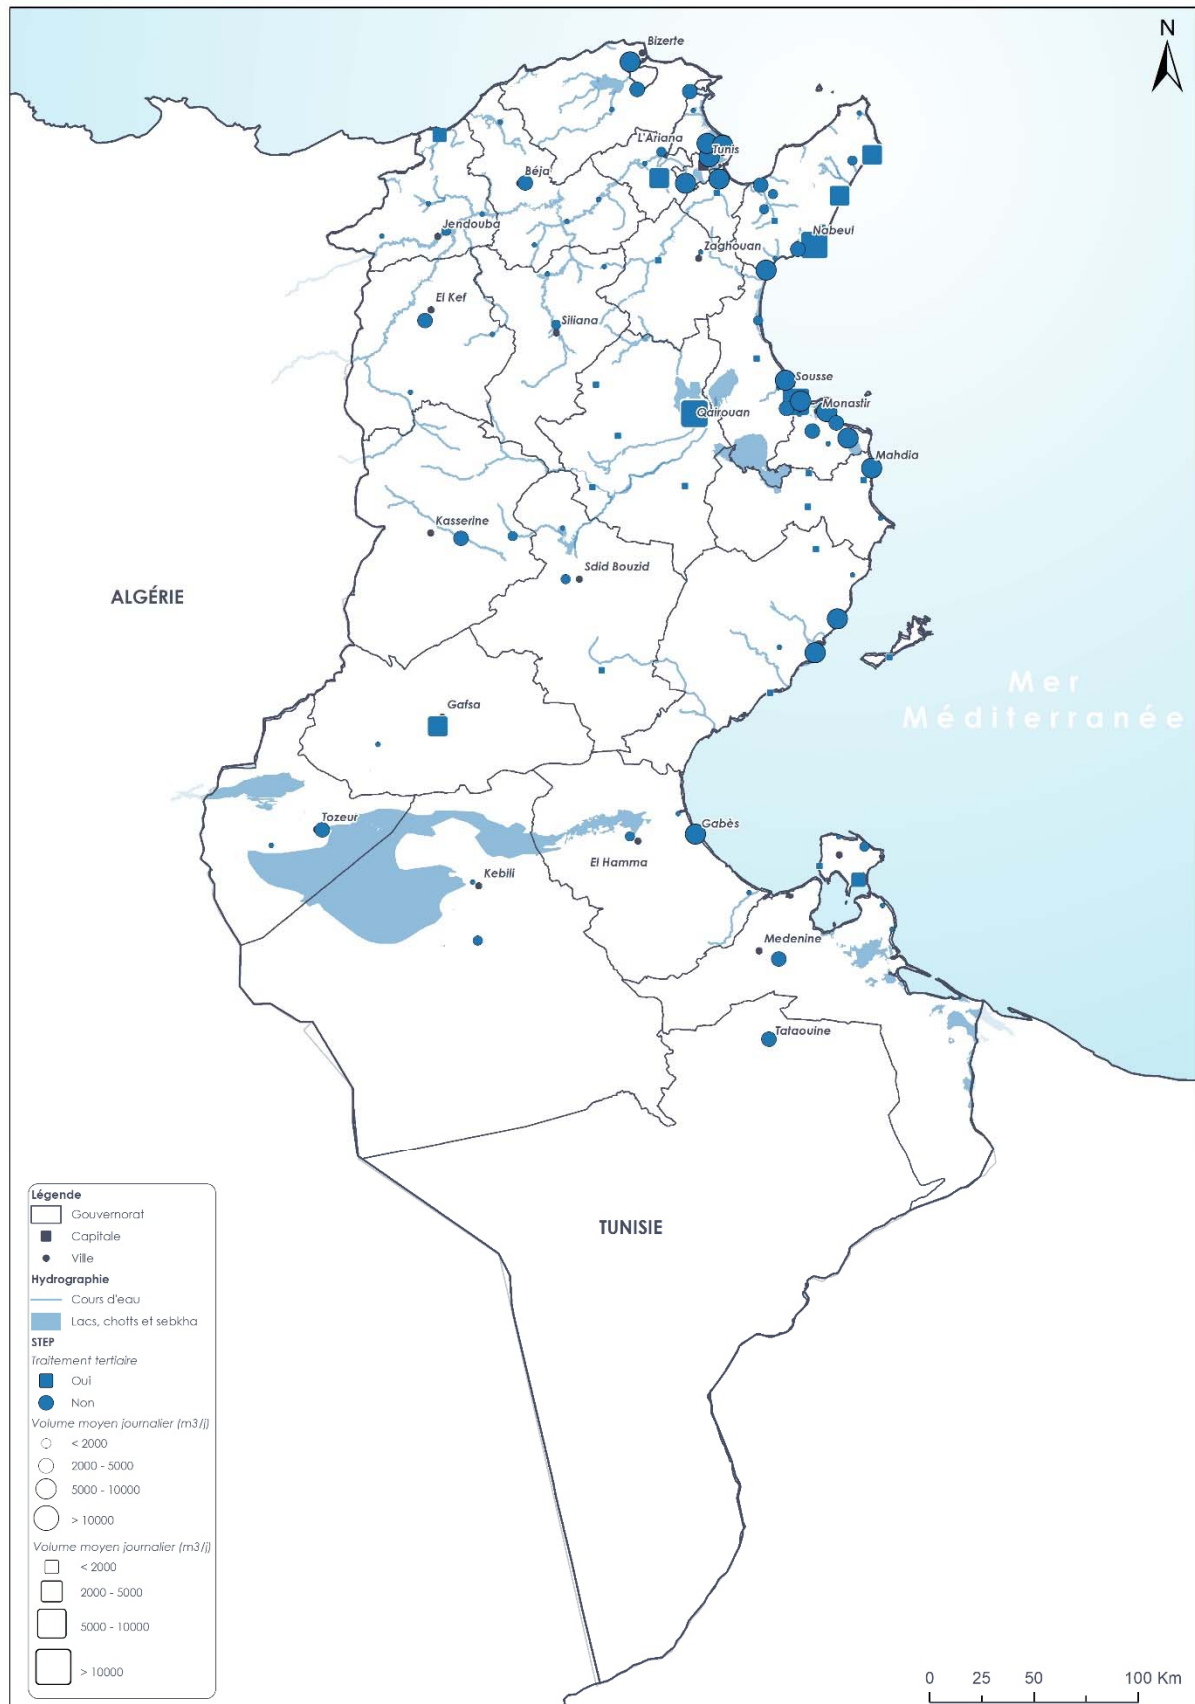 N
Bizerte
L'Ariana
Tunis
Béja
Jendouba
Nabeul
Zaghouan
El Kef
Siliana
Sousse
Monastir
Qairouan
Mahdia
Kasserine
Sdid Bouzid
ALGÉRIE
Mer
Méditerranée
Gafsa
Tozeur
Gabès
El Hamma
Kebili
Medenine
Tataouine
TUNISIE
Légende
Gouvernorat
Capitale
Ville
Hydrographie
Cours d'eau
Lacs, chotts et sebkha
STEP
Traitement tertiaire
Oui
Non
Volume moyen journalier (m3/j)
< 2000
2000 - 5000
5000 - 10000
> 10000
Volume moyen journalier (m3/j)
< 2000
2000 - 5000
5000 - 10000
> 10000
0 25 50 100 Km